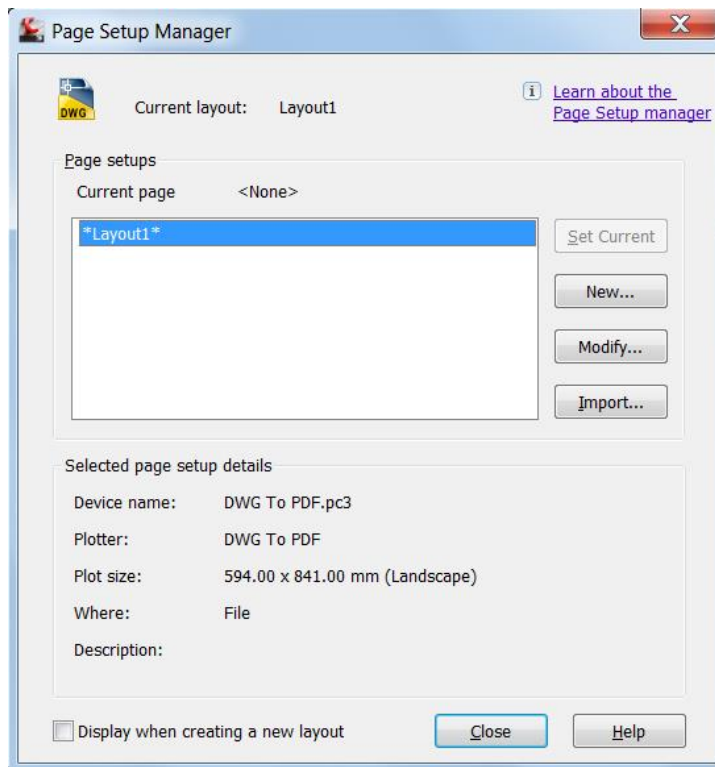 Page Setup Manager
DWG
Current layout: Layout1
i
Learn about the
Page Setup manager
Page setups
Current page <None>
*Layout1*
Set Current
New...
Modify...
Import...
Selected page setup details
Device name: DWG To PDF.pc3
Plotter: DWG To PDF
Plot size: 594.00 x 841.00 mm (Landscape)
Where: File
Description:
Display when creating a new layout
Close
Help